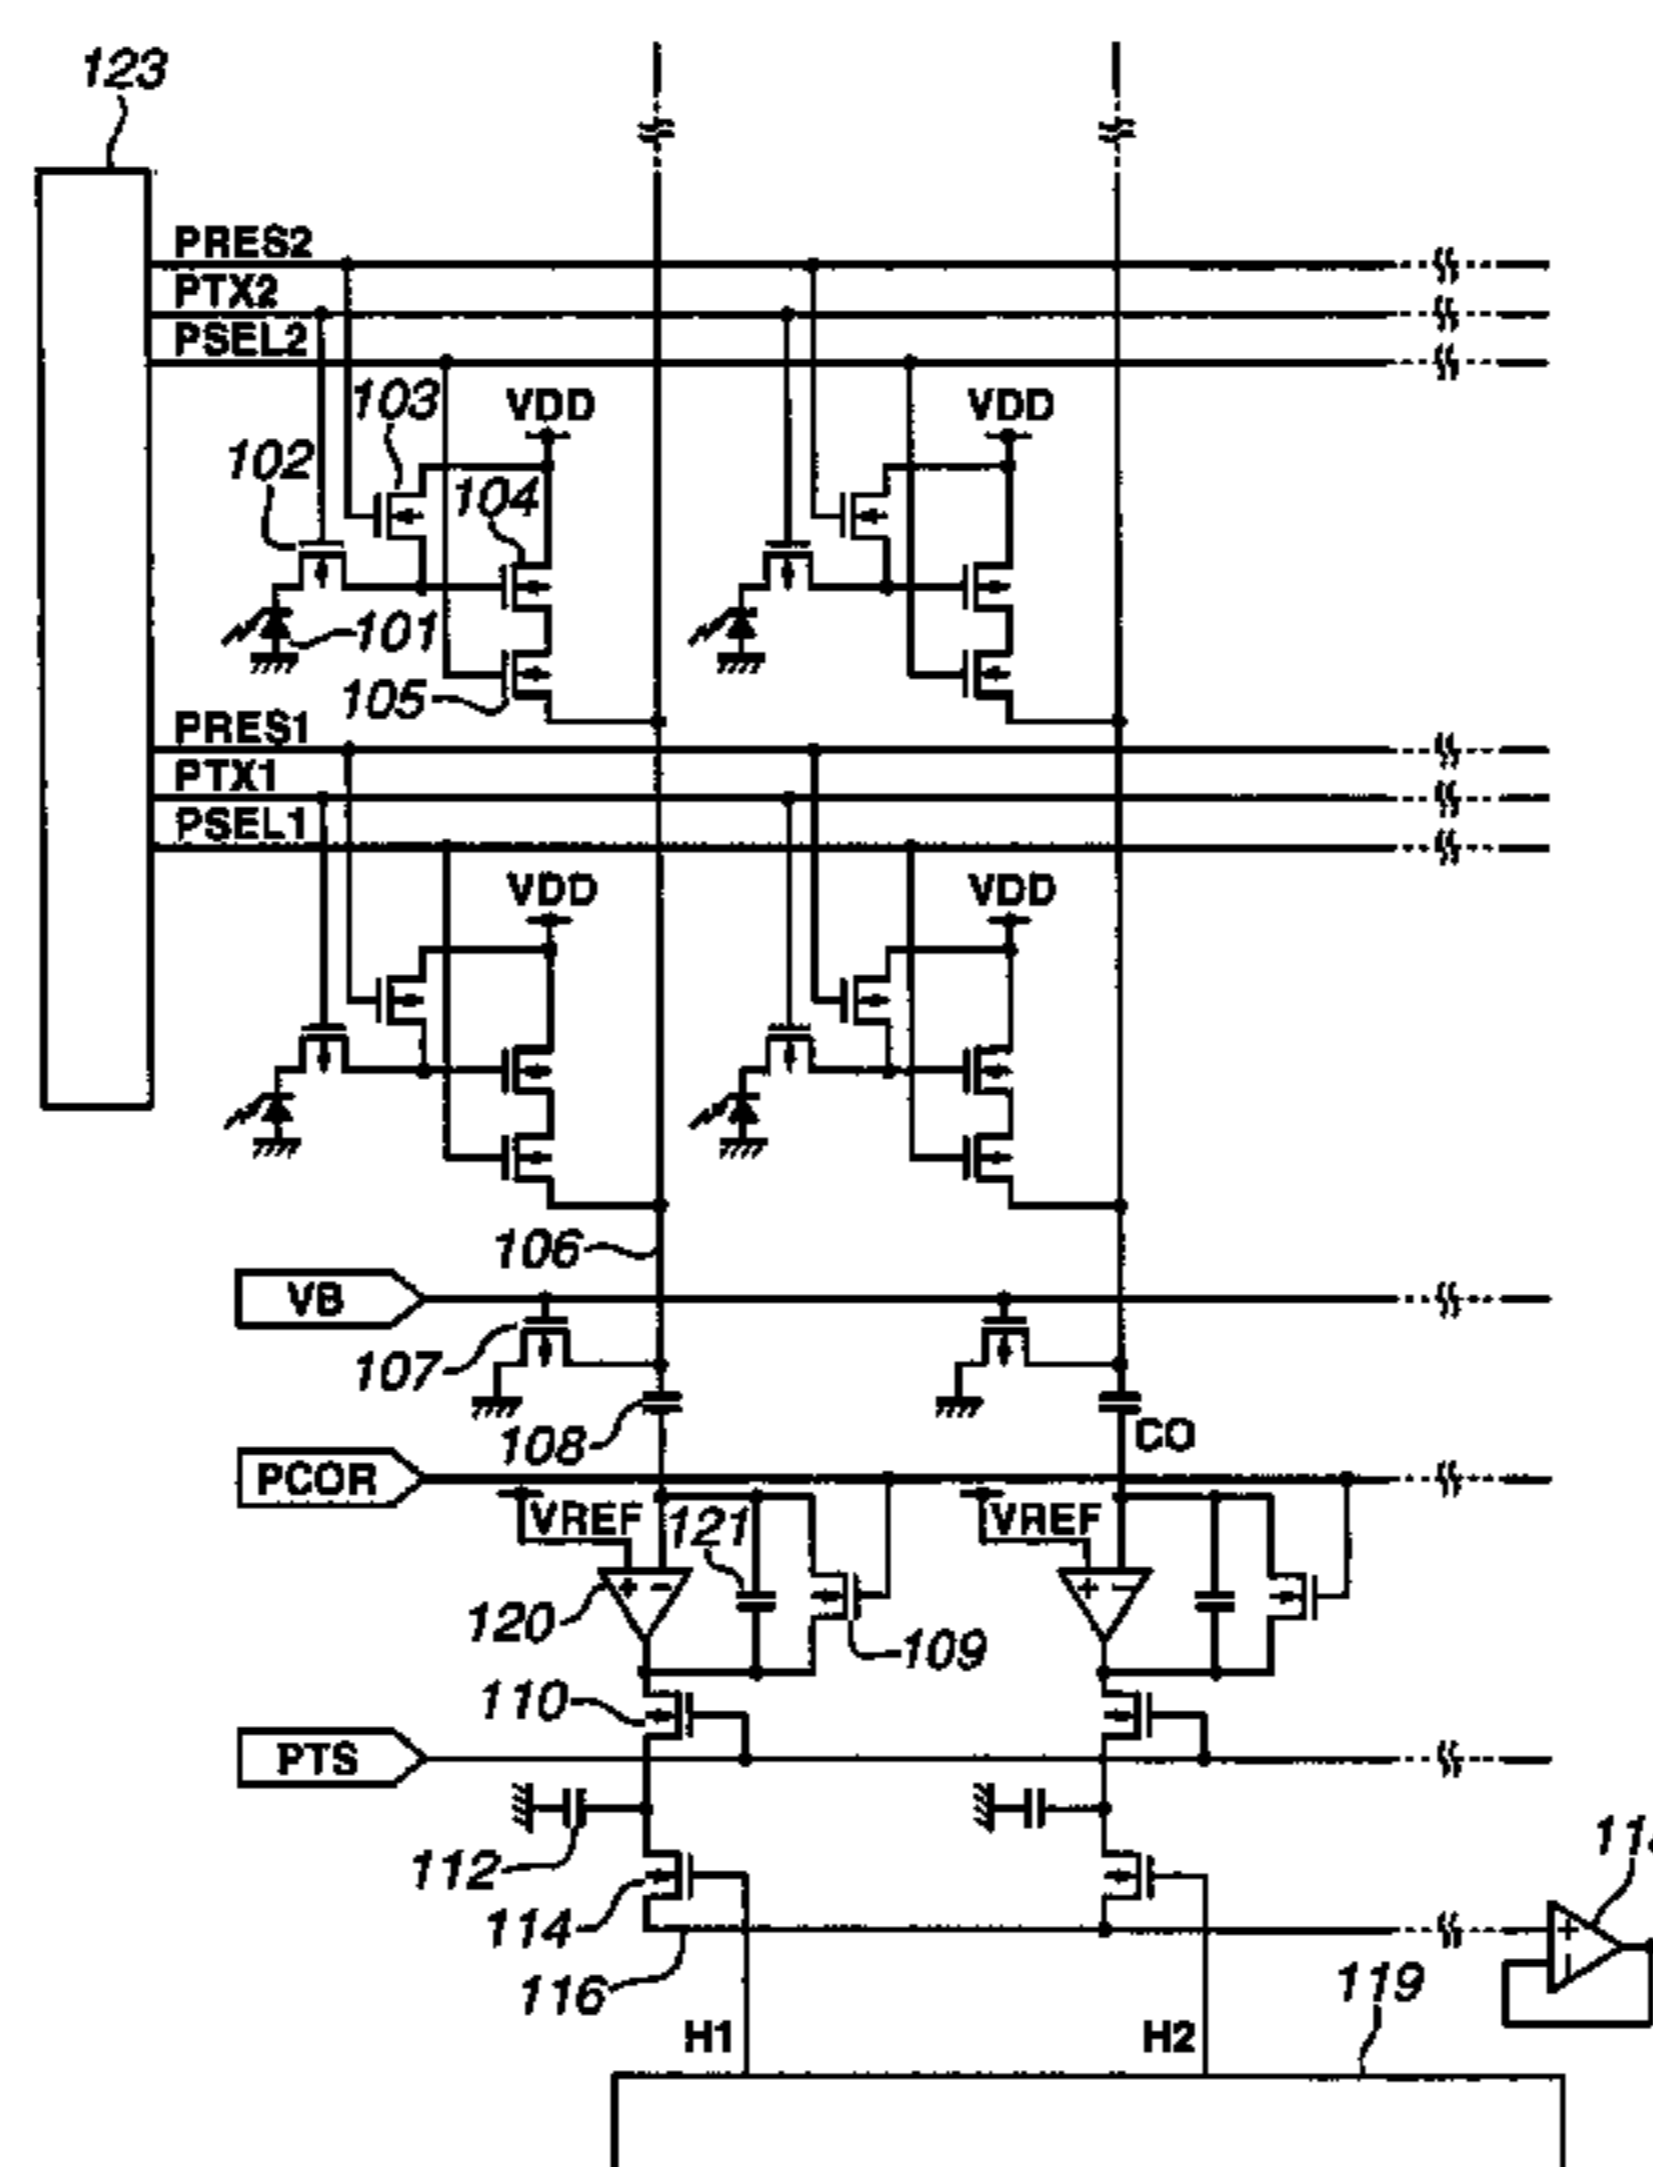 123
PRES2
PTX2
PSEL2
103
VDD
VDD
102
104
101
105
PRES1
PTX1
PSEL1
VDD
VDD
106
VB
107
108
CO
PCOR
VREF
121
VREF
+ -
+ -
120
109
110
PTS
112
114
116
+
-
119
H1
H2